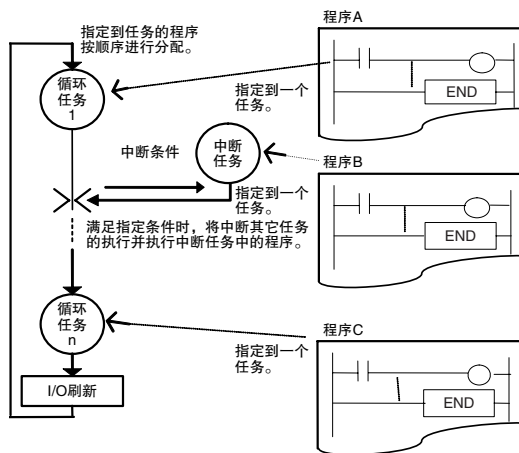 指定到任务的程序
按顺序进行分配。
程序A
循环
任务
1
指定到一个
任务。
END
中断条件
中断
任务
程序B
指定到一个
任务。
满足指定条件时，将中断其它任务
的执行并执行中断任务中的程序。
END
循环
任务
n
程序C
指定到一个
任务。
I/O刷新
END